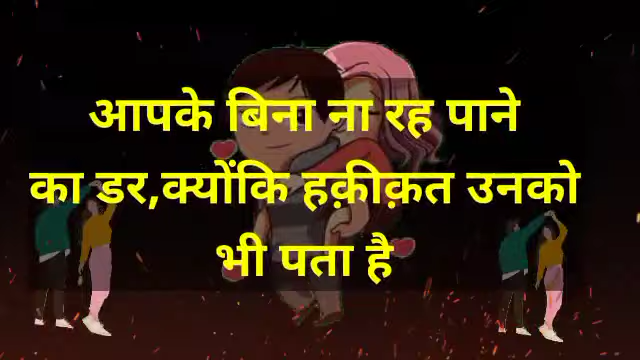 आपके बिना ना रह पाने
का डर,क्योंकि हक़ीक़त उनको
भी पता है